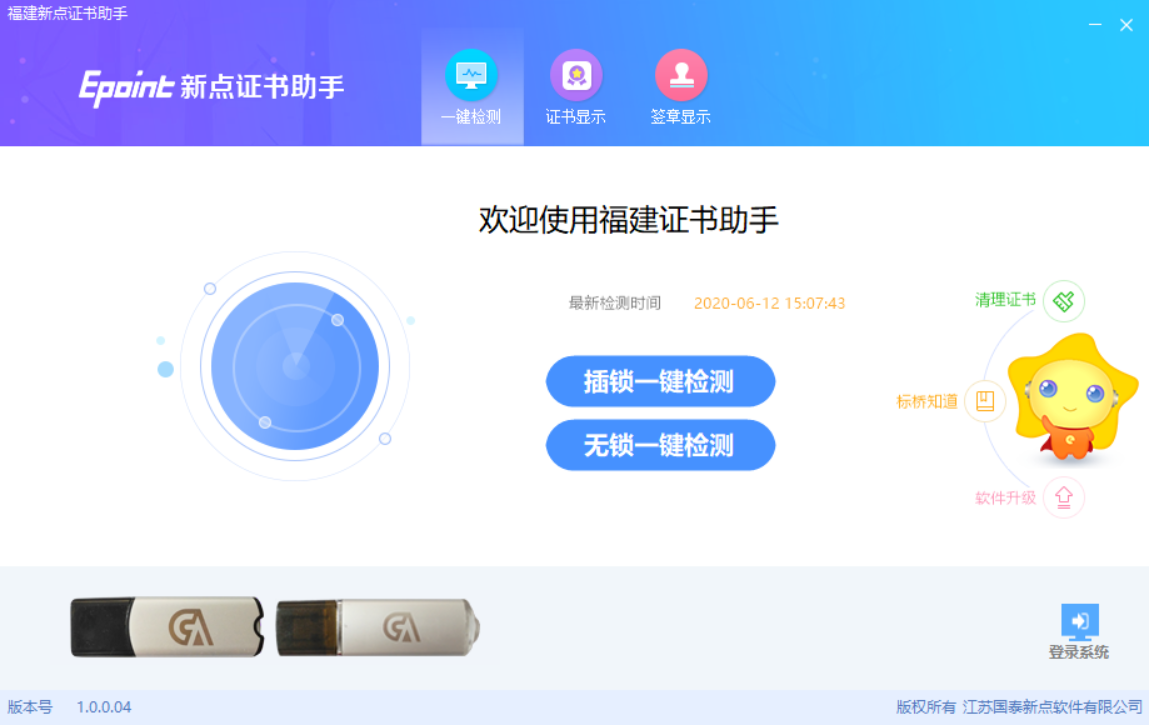 福建新点证书助手
Epoint 新点证书助手
一键检测
证书显示
签章显示
欢迎使用福建证书助手
最新检测时间 2020-06-12 15:07:43
清理证书
插锁一键检测
标桥知道
无锁一键检测
软件升级
CA
CA
登录系统
版本号 1.0.0.04
版权所有 江苏国泰新点软件有限公司